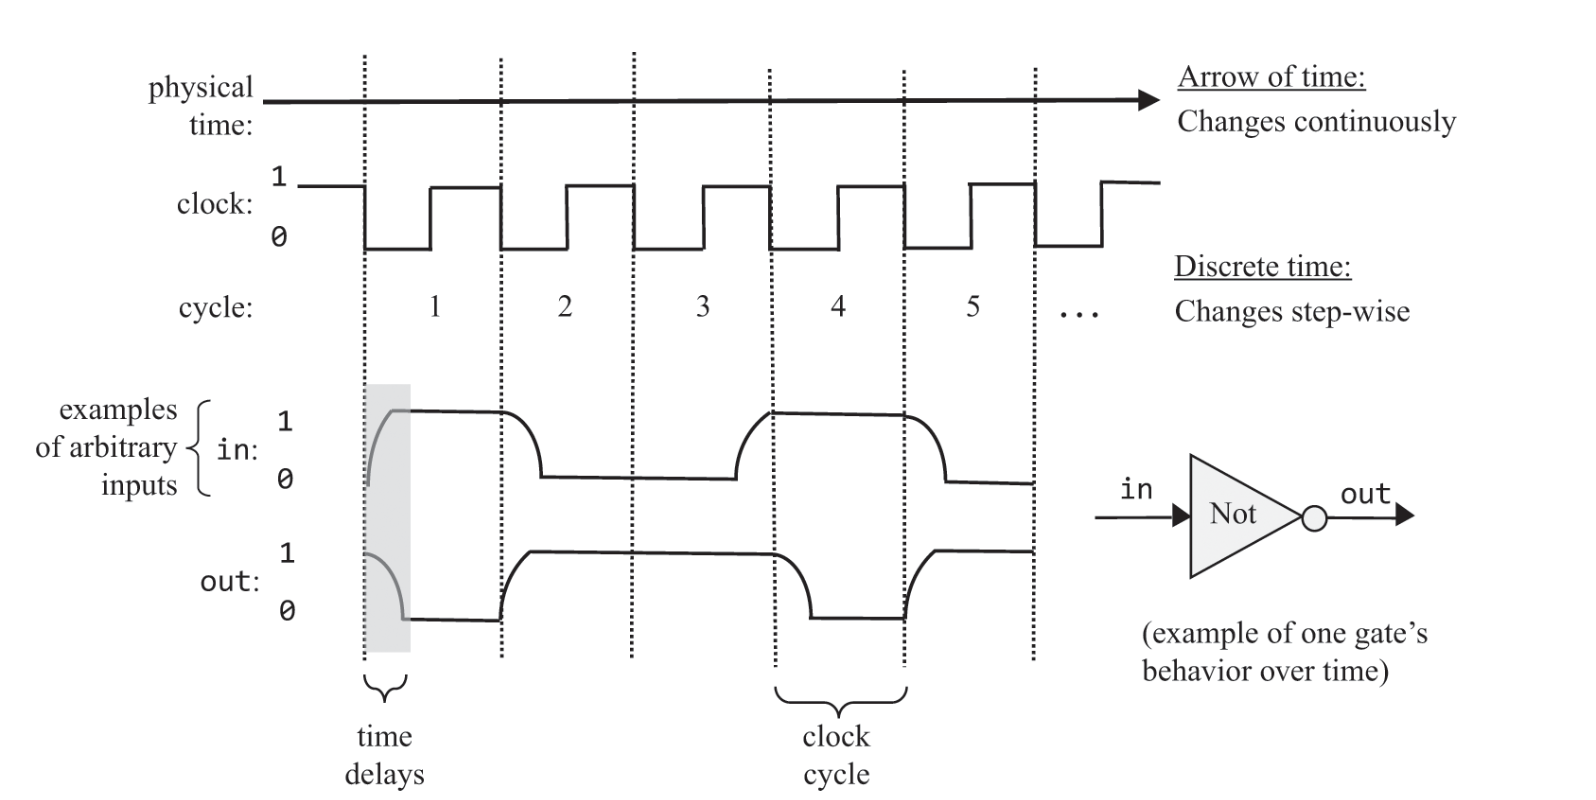 physical
time:
Arrow of time:
Changes continuously
1
clock:
0
Discrete time:
Changes step-wise
cycle:
1 2 3 4 5 ...
examples
of arbitrary
inputs
in:
1
0
out:
1
0
in
Not
out
(example of one gate’s
behavior over time)
time
delays
clock
cycle